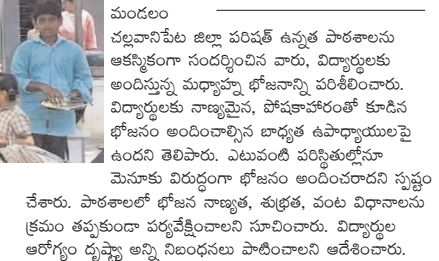 మండలం
చల్లవానిపేట జిల్లా పరిషత్ ఉన్నత పాఠశాలను
ఆకస్మికంగా సందర్శించిన వారు, విద్యార్థులకు
అందిస్తున్న మధ్యాహ్న భోజనాన్ని పరిశీలించారు.
విద్యార్థులకు నాణ్యమైన, పోషకాహారంతో కూడిన
భోజనం అందించాల్సిన బాధ్యత ఉపాధ్యాయులపై
ఉందని తెలిపారు. ఎటువంటి పరిస్థితుల్లోనూ
మెనూకు విరుద్ధంగా భోజనం అందించరాదని స్పష్టం
చేశారు. పాఠశాలలో భోజన నాణ్యత, శుభ్రత, వంట విధానాలను
క్రమం తప్పకుండా పర్యవేక్షించాలని సూచించారు. విద్యార్థుల
ఆరోగ్యం దృష్ట్యా అన్ని నిబంధనలు పాటించాలని ఆదేశించారు.